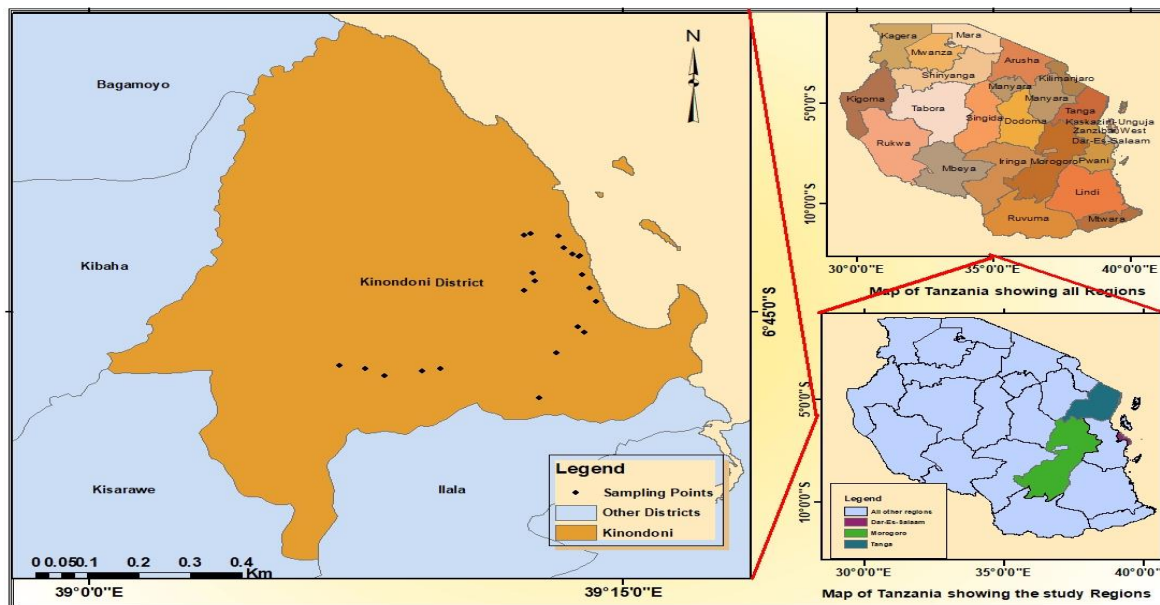 Bagamoyo
N
Kibaha
Kinondoni District
Kisarawe
Ilala
Legend
Sampling Points
Other Districts
Kinondoni
0 0.05 0.1 0.2 0.3 0.4
Km
39°0'0"E
39°15'0"E
6°45'0"S
Kagera
Mara
Mwanza
Arusha
Shinyanga
Kilimanjaro
Kigoma
Manyara
Manyara
Tabora
Singida
Dodoma
Tanga
Kaskazini-Unguja
Zanzibar West
Dar-Es-Salaam
Rukwa
Iringa
Morogoro
Pwani
Mbeya
Lindi
Ruvuma
Mtwara
5°0'0"S
10°0'0"S
30°0'0"E
35°0'0"E
40°0'0"E
Map of Tanzania showing all Regions
5°0'0"S
10°0'0"S
Legend
All other regions
Dar-Es-Salaam
Morogoro
Tanga
30°0'0"E
35°0'0"E
40°0'0"E
Map of Tanzania showing the study Regions